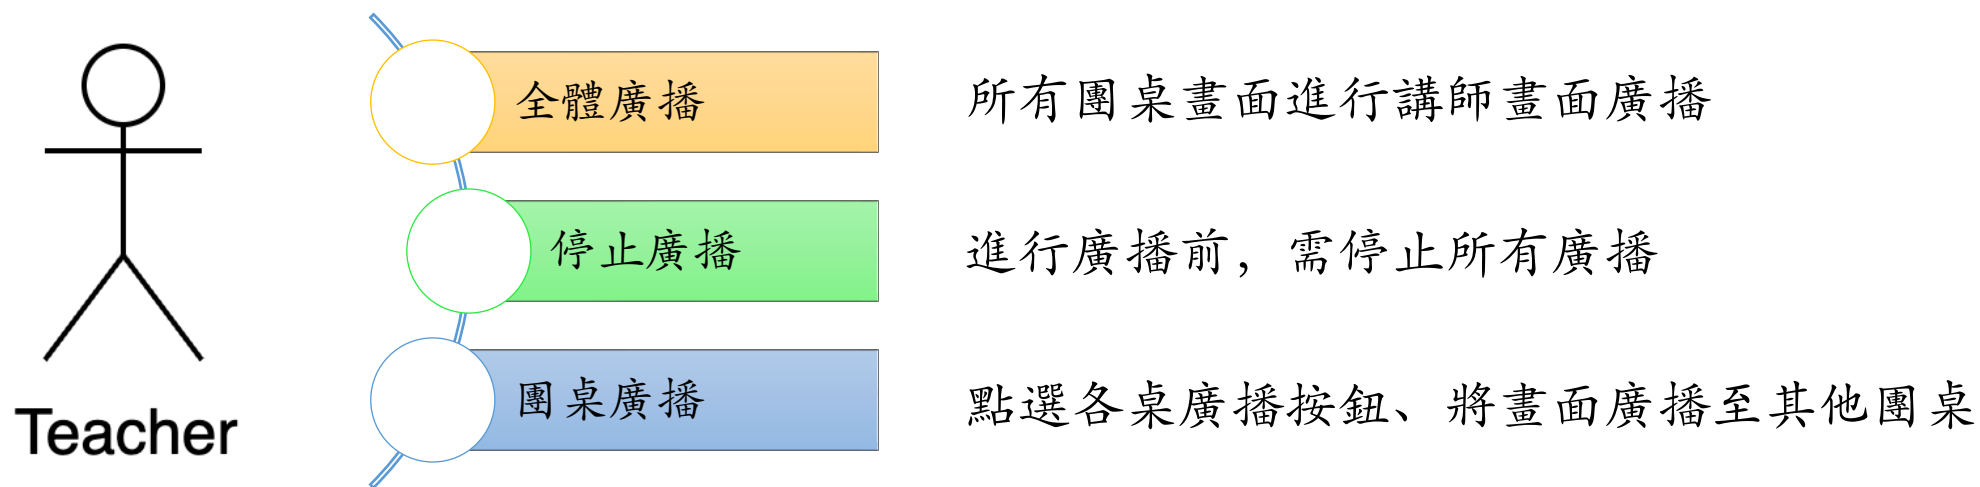 全體廣播
所有團桌畫面進行講師畫面廣播
停止廣播
進行廣播前，需停止所有廣播
團桌廣播
點選各桌廣播按鈕、將畫面廣播至其他團桌
Teacher